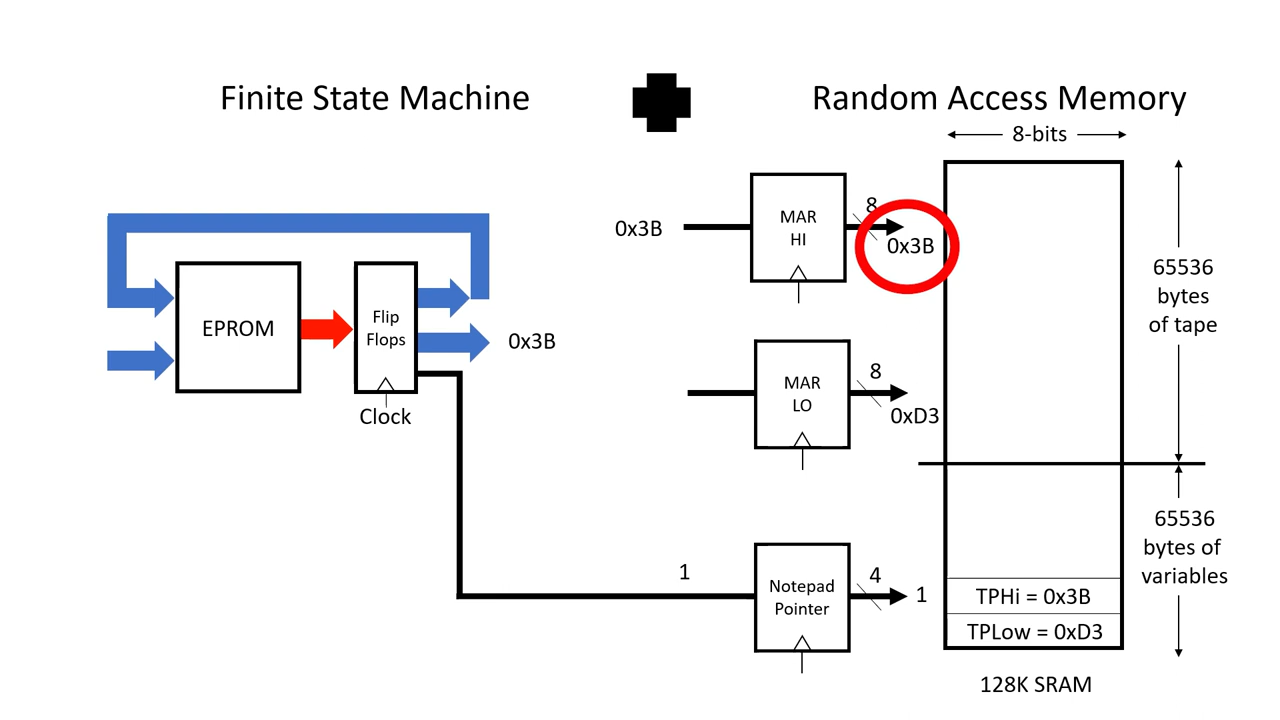 Finite State Machine
Random Access Memory
8-bits
8
0x3B
MAR
HI
0x3B
65536
bytes
of tape
EPROM
Flip
Flops
0x3B
Clock
8
MAR
LO
0xD3
65536
bytes of
variables
1
Notepad
Pointer
4
1
TPHi = 0x3B
TPLow = 0xD3
128K SRAM